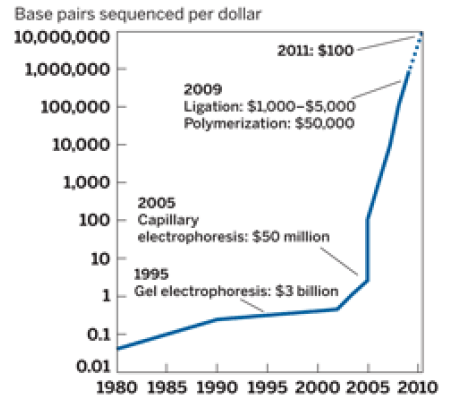 Base pairs sequenced per dollar
10,000,000
1,000,000
100,000
10,000
1,000
100
10
1
0.1
0.01
2011: $100
2009
Ligation: $1,000–$5,000
Polymerization: $50,000
2005
Capillary
electrophoresis: $50 million
1995
Gel electrophoresis: $3 billion
1980 1985 1990 1995 2000 2005 2010